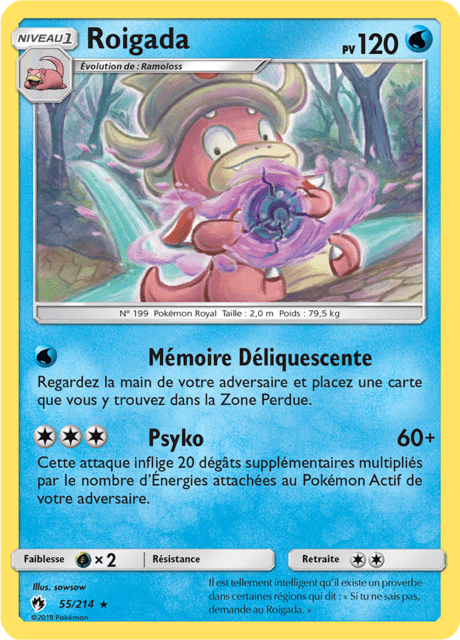 NIVEAU 1
Roigada
PV 120
Évolution de : Ramoloss
N° 199 Pokémon Royal Taille : 2,0 m Poids : 79,5 kg
Mémoire Déliquescente
Regardez la main de votre adversaire et placez une carte
que vous y trouvez dans la Zone Perdue.
Psyko 60+
Cette attaque inflige 20 dégâts supplémentaires multipliés
par le nombre d’Énergies attachées au Pokémon Actif de
votre adversaire.
Faiblesse × 2 Résistance Retraite
Illus. sowsow
55/214 ★
©2018 Pokémon
Il est tellement intelligent qu’il existe un proverbe
dans certaines régions qui dit : « Si tu ne sais pas,
demande au Roigada. »